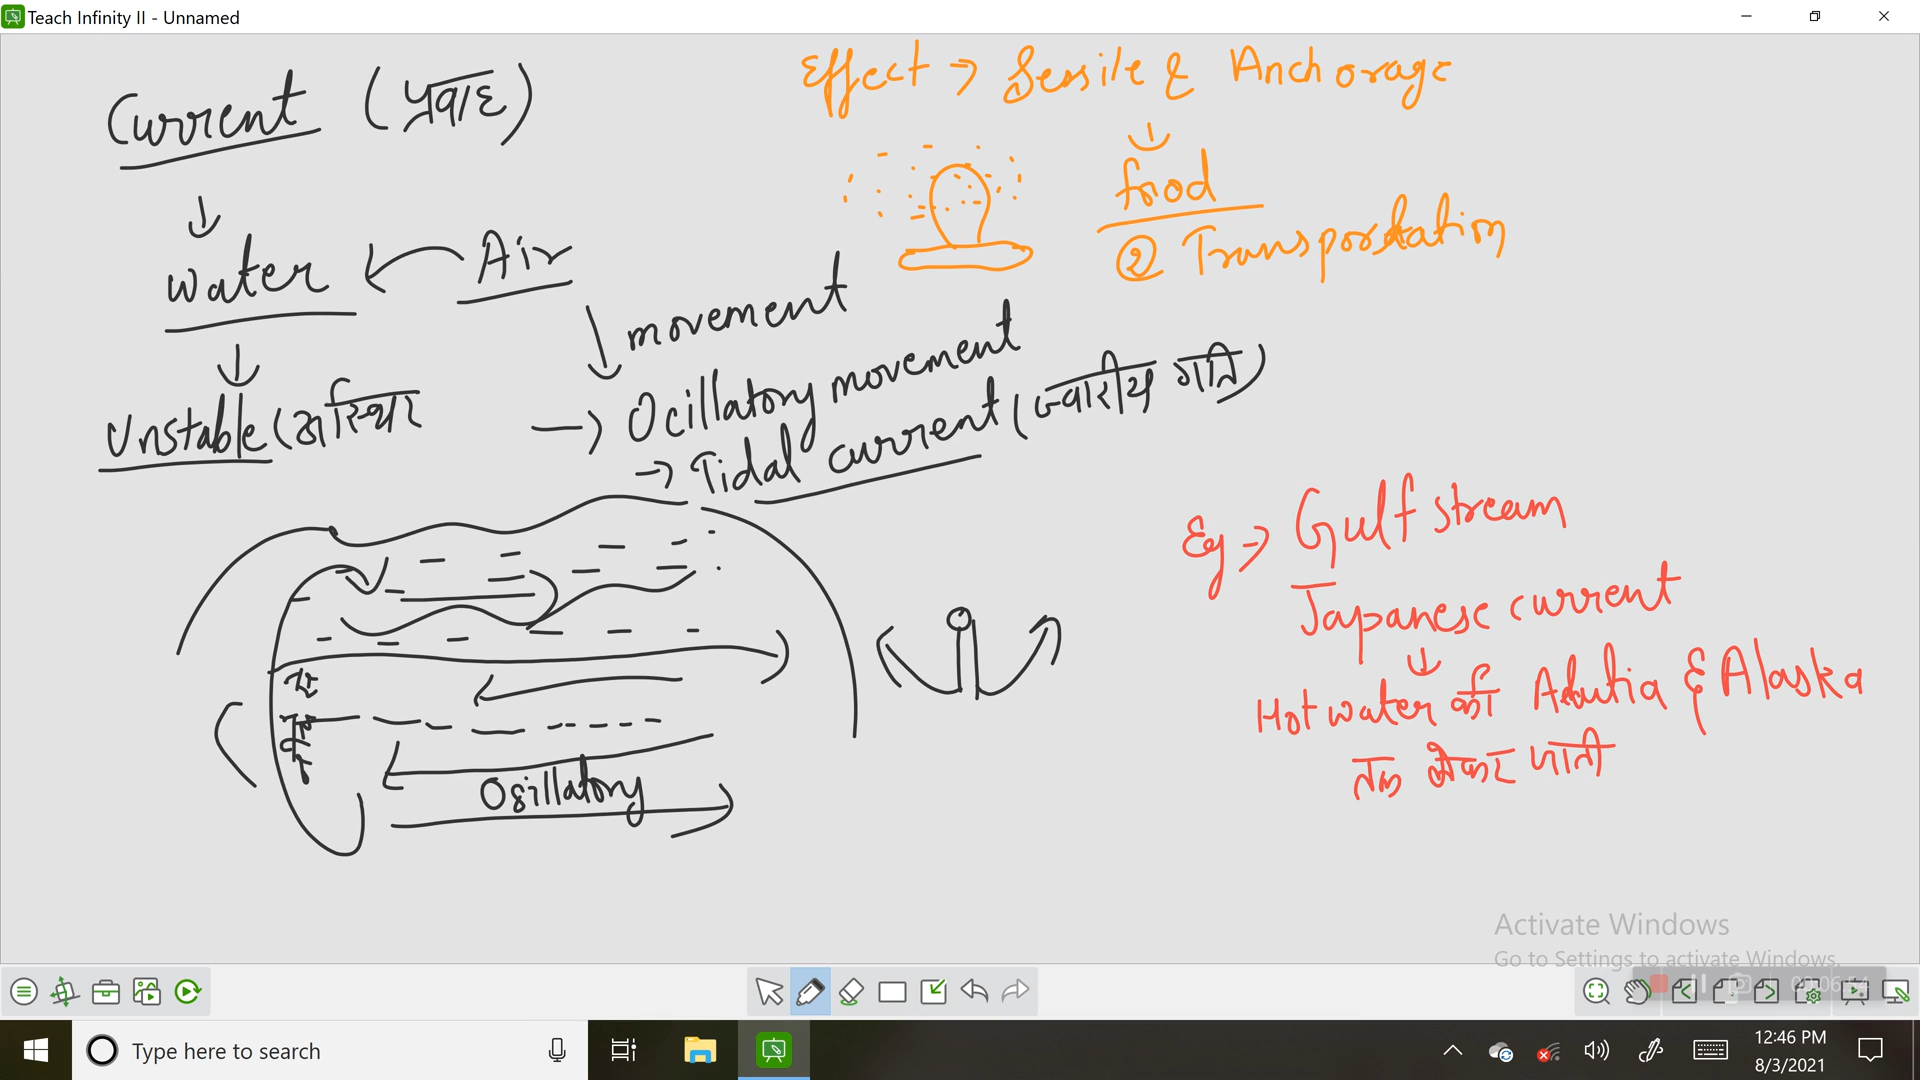 Teach Infinity II - Unnamed
Current (प्रवाह)
Water
Air
movement
Unstable (अस्थिर
Ocillatory movement
Tidal current (ज्वारीय गति)
Osillatory
Effect → Sessile & Anchorage
food
② Transportation
Eg → Gulf stream
Japanese current
Hot water को & Alaska
तक लेकर जाती
Activate Windows
Go to Settings to activate Windows.
Type here to search
12:46 PM
8/3/2021